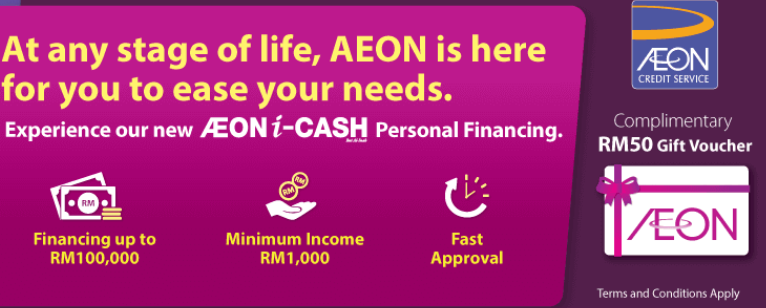 At any stage of life, AEON is here
for you to ease your needs.
Experience our new ÆON i-CASH Personal Financing.
RM
Financing up to
RM100,000
RM
RM
Minimum Income
RM1,000
Fast
Approval
ÆON
CREDIT SERVICE
Complimentary
RM50 Gift Voucher
ÆON
Terms and Conditions Apply